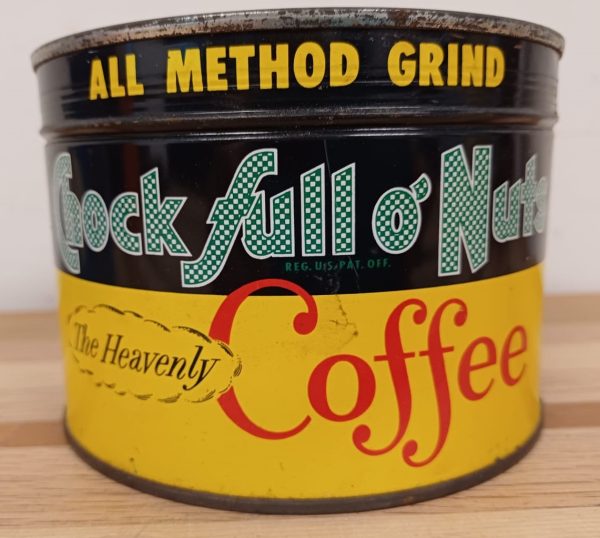 ALL METHOD GRIND
Chock full o' Nuts
REG. U.S. PAT. OFF.
The Heavenly
Coffee